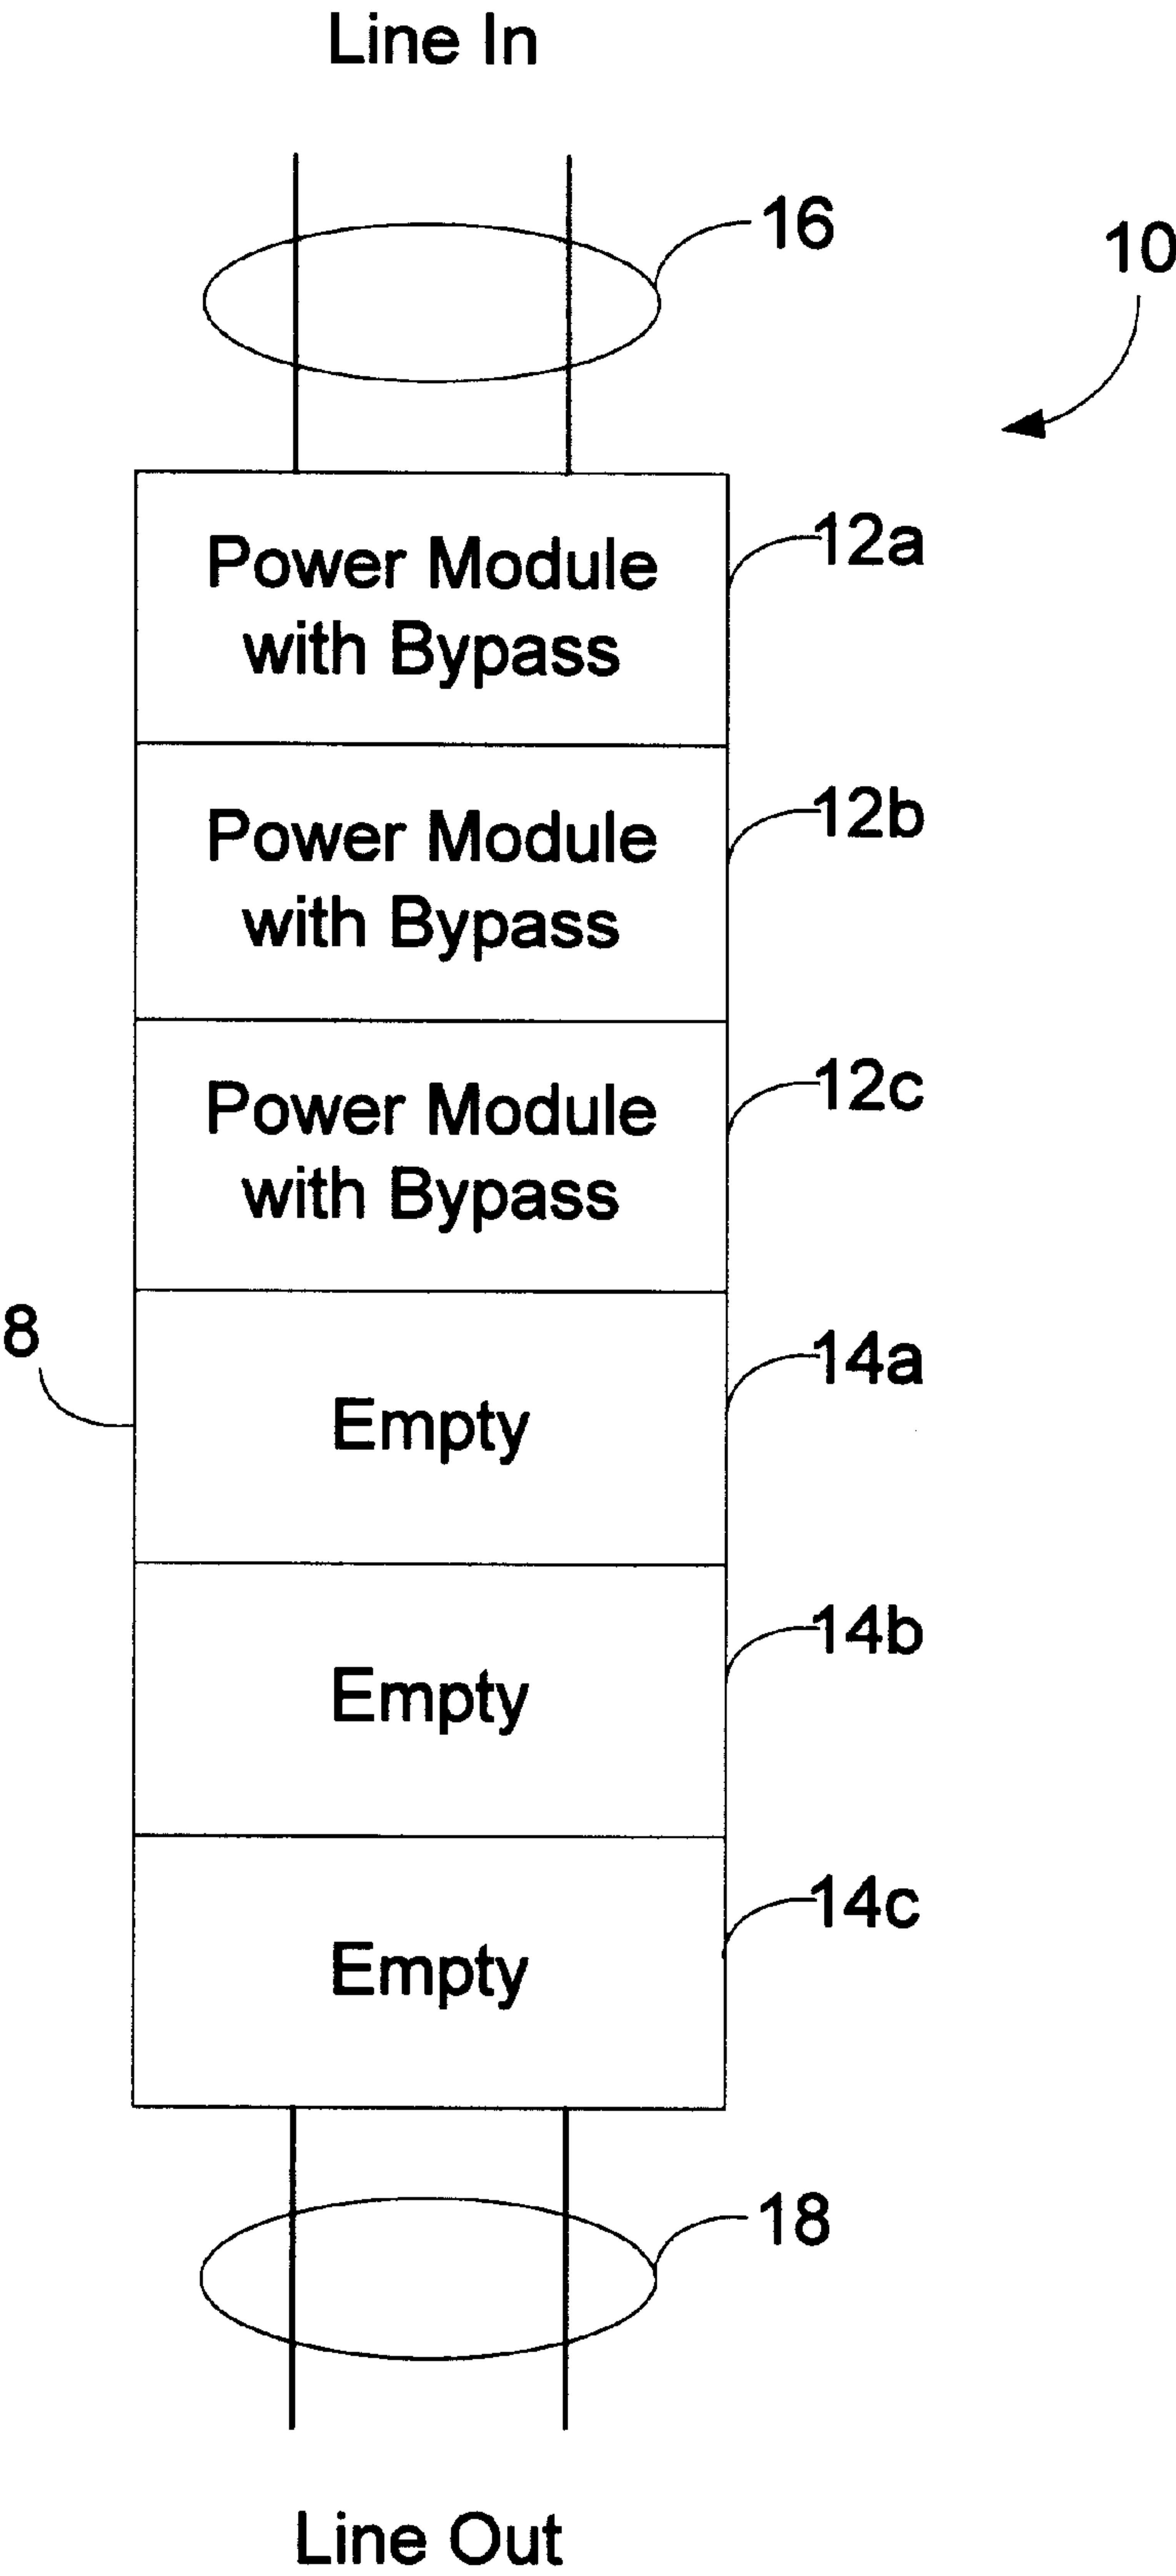 Line In
16
10
Power Module
with Bypass
12a
Power Module
with Bypass
12b
Power Module
with Bypass
12c
8
Empty
14a
Empty
14b
Empty
14c
18
Line Out